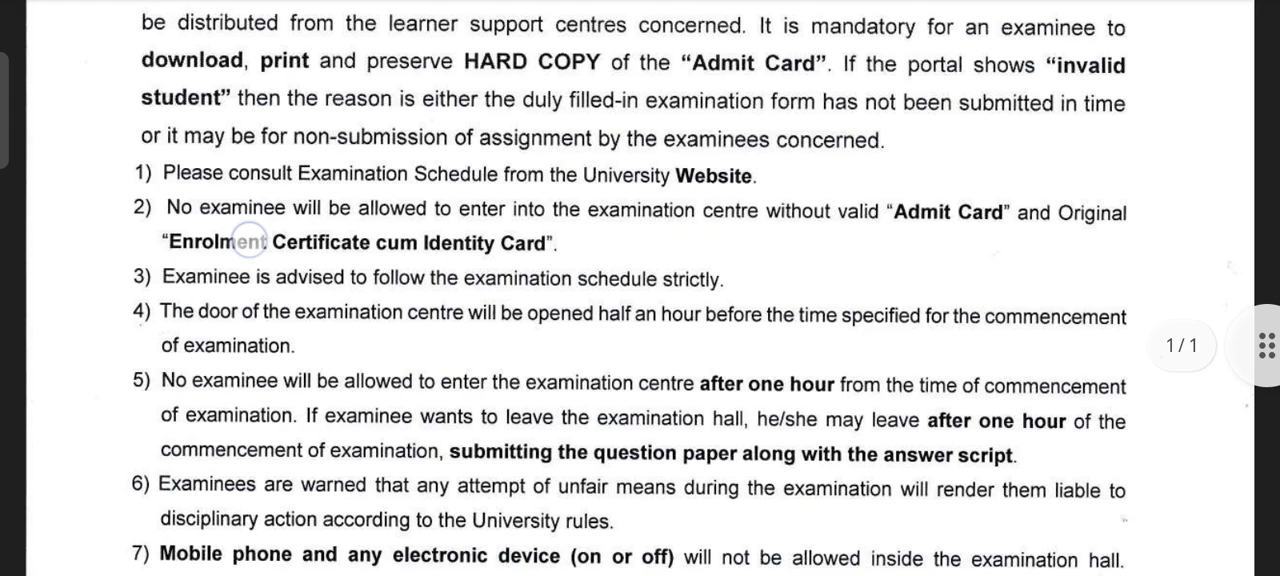 be distributed from the learner support centres concerned. It is mandatory for an examinee to
download, print and preserve HARD COPY of the “Admit Card”. If the portal shows “invalid
student” then the reason is either the duly filled-in examination form has not been submitted in time
or it may be for non-submission of assignment by the examinees concerned.
1) Please consult Examination Schedule from the University Website.
2) No examinee will be allowed to enter into the examination centre without valid “Admit Card” and Original
“Enrolment Certificate cum Identity Card”.
3) Examinee is advised to follow the examination schedule strictly.
4) The door of the examination centre will be opened half an hour before the time specified for the commencement
of examination.
1/1
5) No examinee will be allowed to enter the examination centre after one hour from the time of commencement
of examination. If examinee wants to leave the examination hall, he/she may leave after one hour of the
commencement of examination, submitting the question paper along with the answer script.
6) Examinees are warned that any attempt of unfair means during the examination will render them liable to
disciplinary action according to the University rules.
7) Mobile phone and any electronic device (on or off) will not be allowed inside the examination hall.